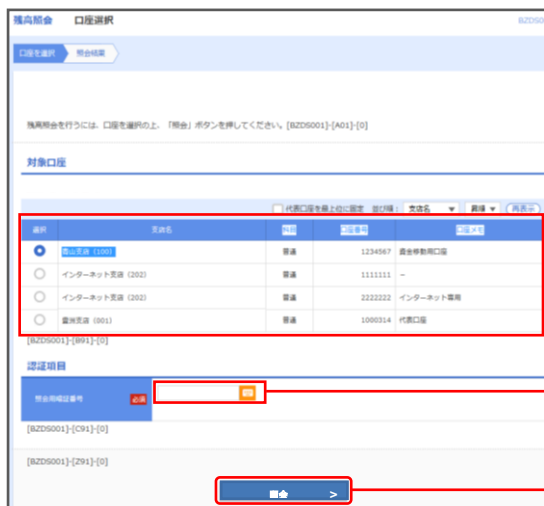 残高照会 口座選択 BZDS0
口座を選択 照会結果
残高照会を行うには、口座を選択の上、「照会」ボタンを押してください。[BZDS001]-[A01]-[0]
対象口座
代表口座を最上位に固定 並び順: 支店名 昇順 再表示
選択 支店名 科目 口座番号 口座メモ
青山支店 (100) 普通 1234567 資金移動用口座
インターネット支店 (202) 普通 1111111 -
インターネット支店 (202) 普通 2222222 インターネット専用
豊洲支店 (001) 普通 1000314 代表口座
[BZDS001]-[B91]-[0]
認証項目
照会用暗証番号 必須
[BZDS001]-[C91]-[0]
[BZDS001]-[Z91]-[0]
照会 >